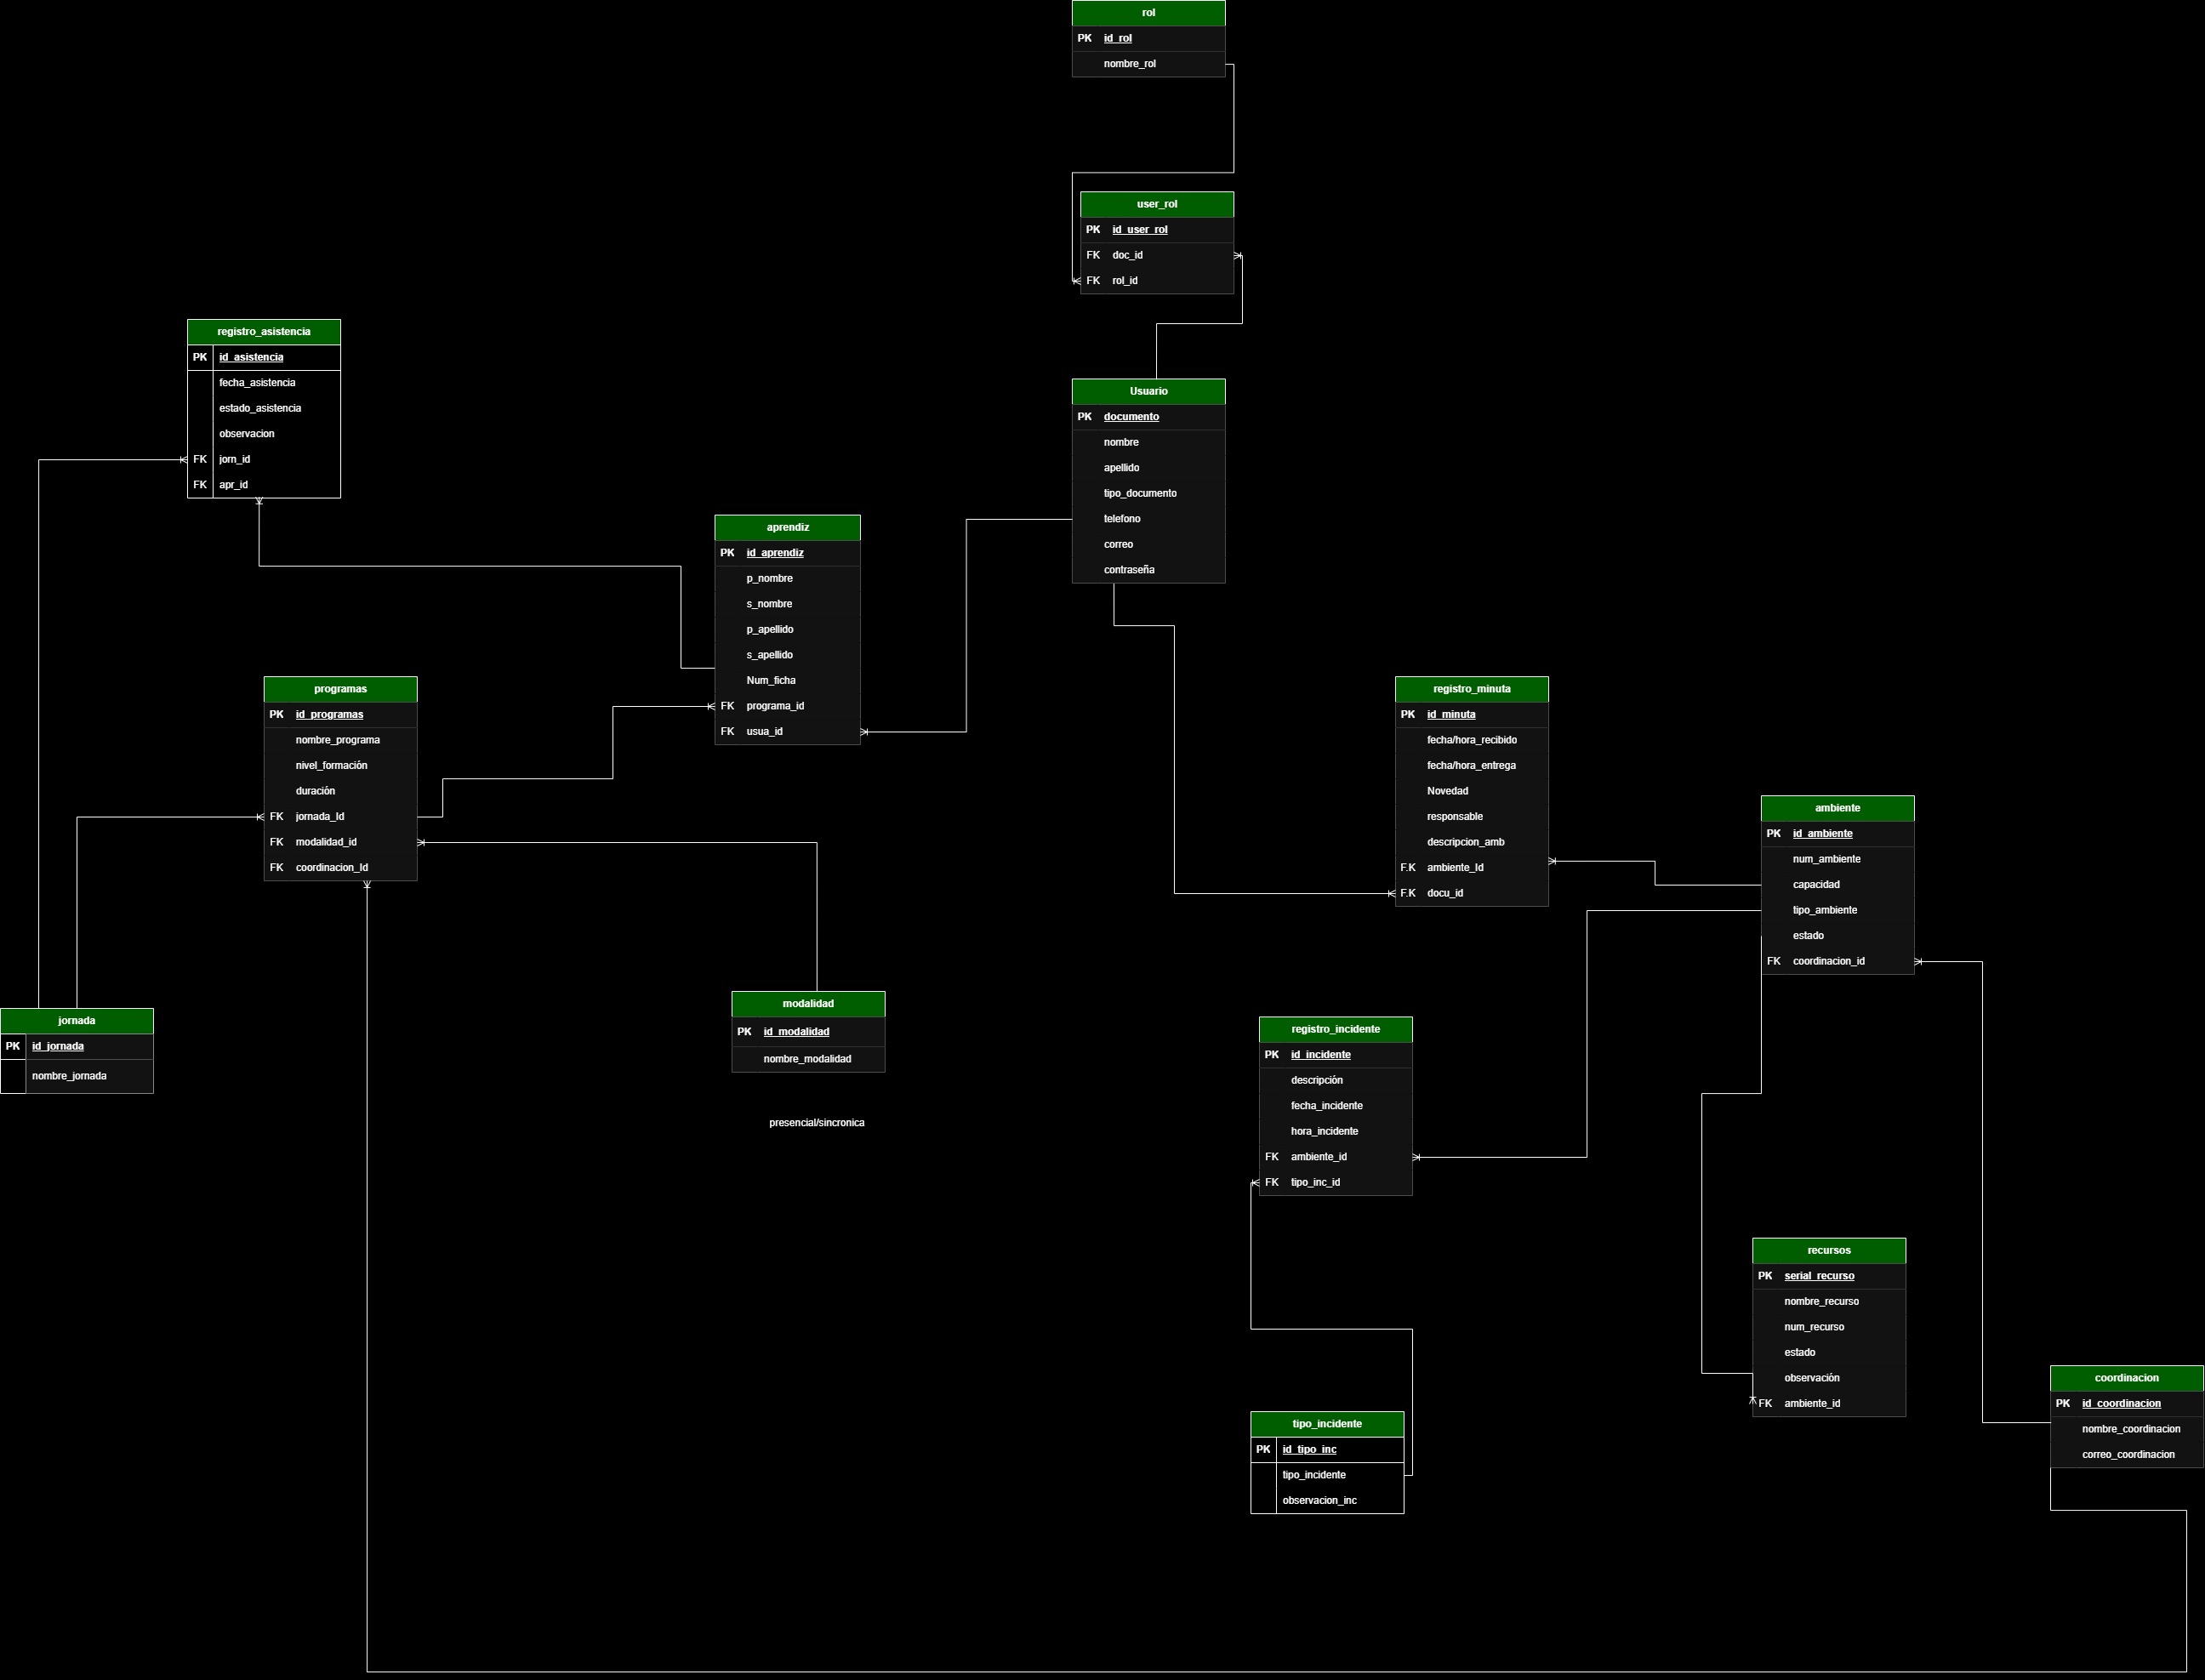 rol
PK id_rol
nombre_rol
user_rol
PK id_user_rol
FK doc_id
FK rol_id
registro_asistencia
PK id_asistencia
fecha_asistencia
estado_asistencia
observacion
FK jorn_id
FK apr_id
Usuario
PK documento
nombre
apellido
tipo_documento
telefono
correo
contraseña
aprendiz
PK id_aprendiz
p_nombre
s_nombre
p_apellido
s_apellido
Num_ficha
FK programa_id
FK usua_id
programas
PK id_programas
nombre_programa
nivel_formación
duración
FK jornada_Id
FK modalidad_id
FK coordinacion_Id
registro_minuta
PK id_minuta
fecha/hora_recibido
fecha/hora_entrega
Novedad
responsable
descripcion_amb
F.K ambiente_Id
F.K docu_id
ambiente
PK id_ambiente
num_ambiente
capacidad
tipo_ambiente
estado
FK coordinacion_id
jornada
PK id_jornada
nombre_jornada
modalidad
PK id_modalidad
nombre_modalidad
presencial/sincronica
registro_incidente
PK id_incidente
descripción
fecha_incidente
hora_incidente
FK ambiente_id
FK tipo_inc_id
recursos
PK serial_recurso
nombre_recurso
num_recurso
estado
observación
FK ambiente_id
coordinacion
PK id_coordinacion
nombre_coordinacion
correo_coordinacion
tipo_incidente
PK id_tipo_inc
tipo_incidente
observacion_inc